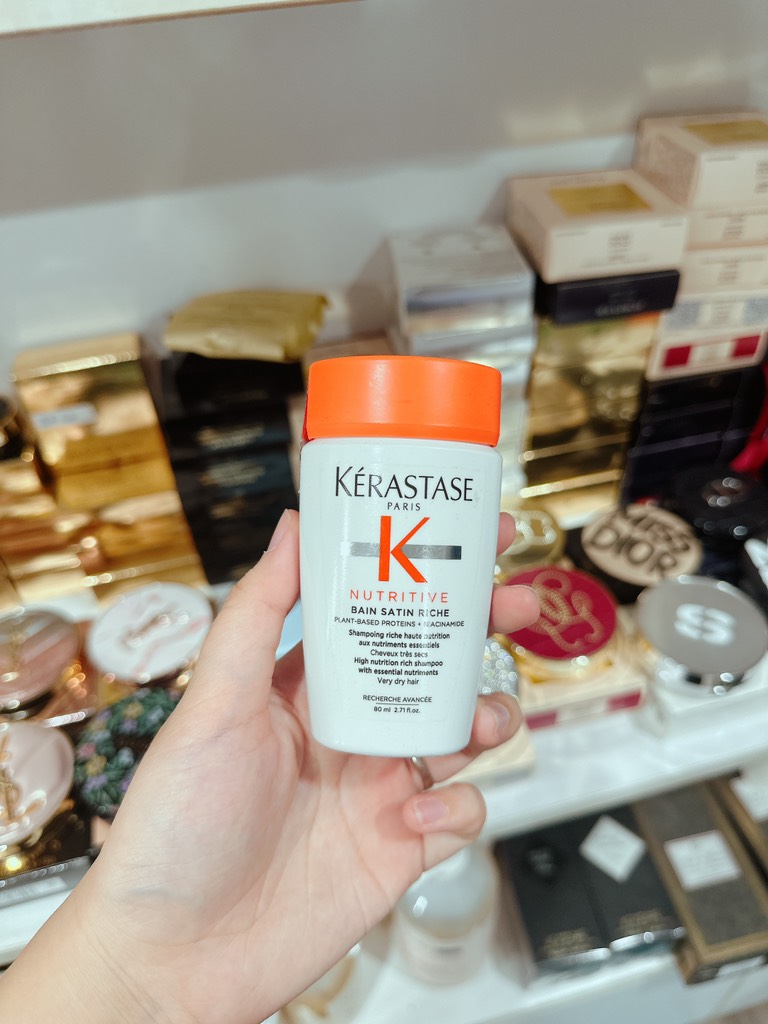 KÉRASTASE
PARIS
K
NUTRITIVE
BAIN SATIN RICHE
PLANT-BASED PROTEINS + NIACINAMIDE
Shampoing riche haute nutrition
aux nutriments essentiels
Cheveux très secs
High nutrition rich shampoo
with essential nutriments
Very dry hair
RECHERCHE AVANCÉE
80 ml 2.71 fl.oz.
MISS
DIOR
S